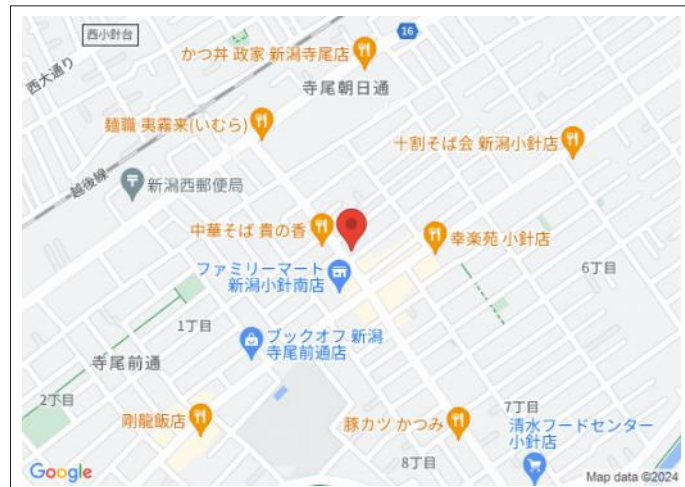 西小針台
16
西大通り
かつ丼 政家 新潟寺尾店
寺尾朝日通
麺職 夷霧来(いむら)
十割そば会 新潟小針店
越後線
新潟西郵便局
中華そば 貴の香
幸楽苑 小針店
ファミリーマート
新潟小針南店
6丁目
1丁目
ブックオフ 新潟
寺尾前通店
寺尾前通
2丁目
剛龍飯店
豚カツ かつみ
7丁目
清水フードセンター
小針店
8丁目
Google
Map data ©2024